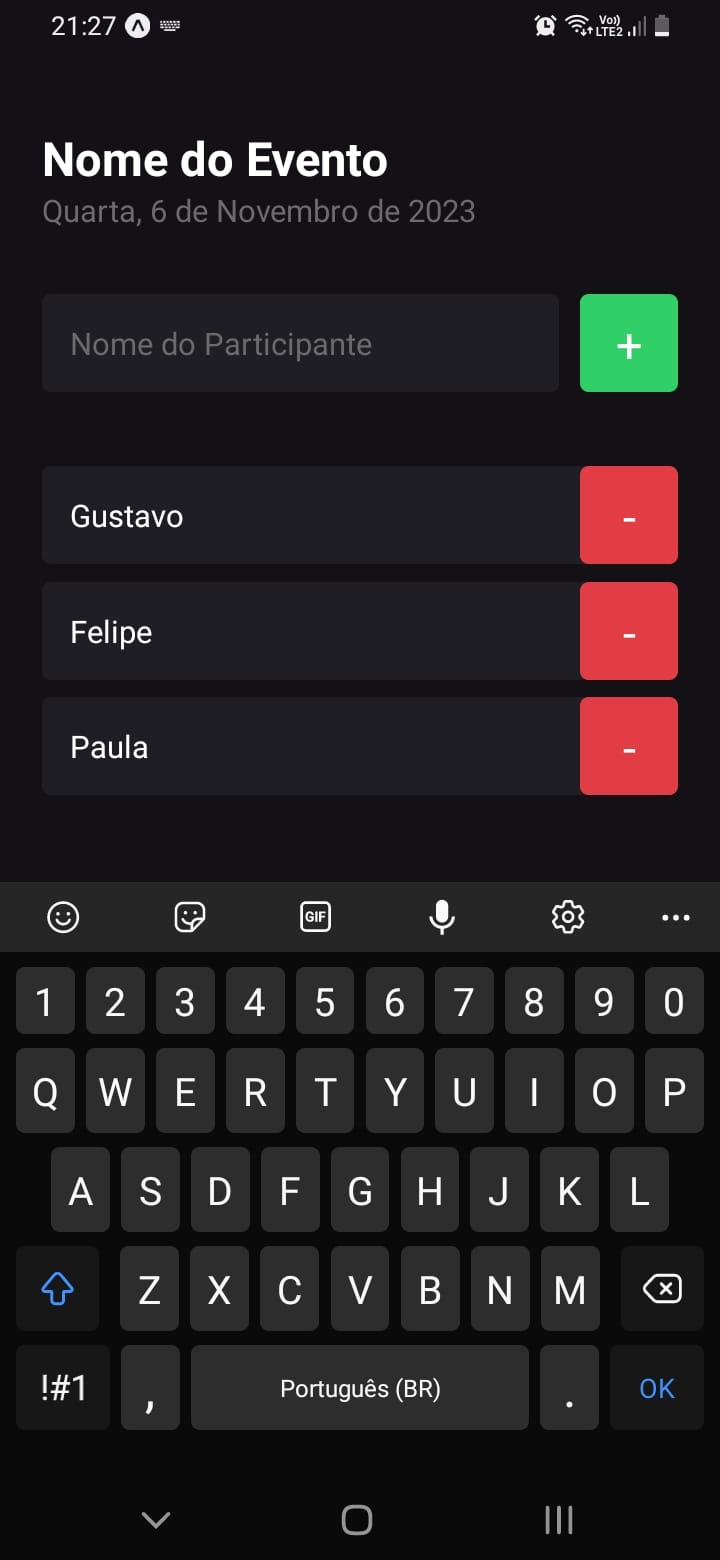 21:27 Vo)) LTE2
Nome do Evento
Quarta, 6 de Novembro de 2023
Nome do Participante +
Gustavo -
Felipe -
Paula -
GIF
1 2 3 4 5 6 7 8 9 0
Q W E R T Y U I O P
A S D F G H J K L
Z X C V B N M
!#1 , Português (BR) . OK